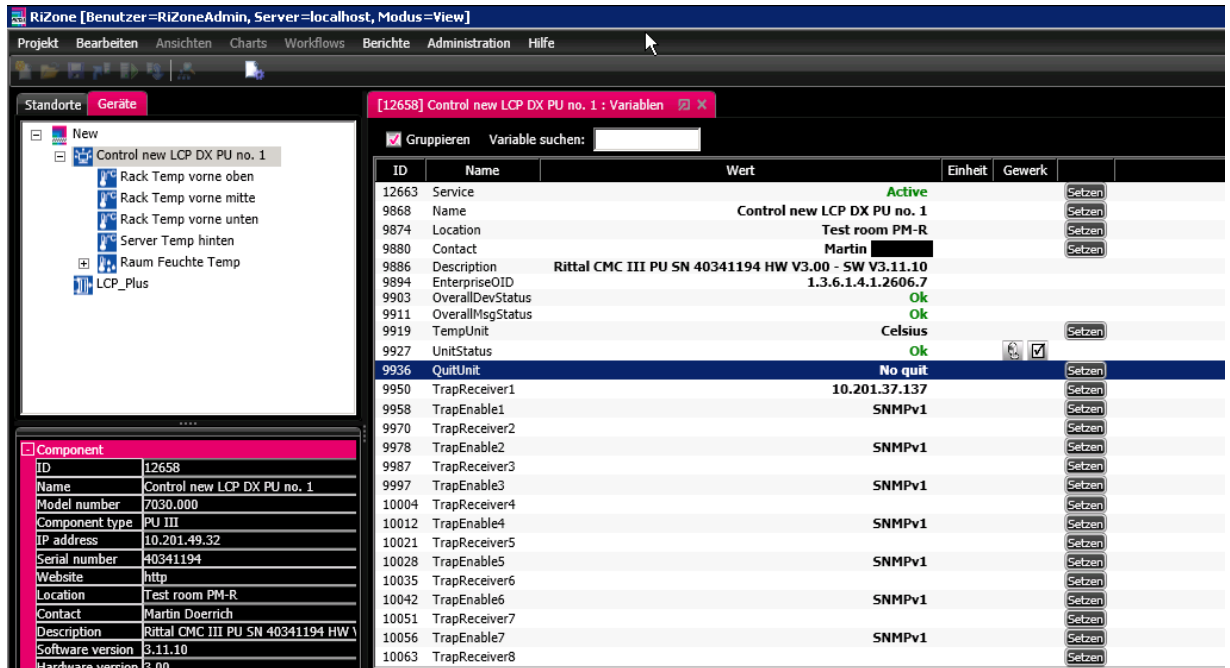 RiZone [Benutzer=RiZoneAdmin, Server=localhost, Modus=View]
Projekt Bearbeiten Ansichten Charts Workflows Berichte Administration Hilfe
Standorte Geräte
New
Control new LCP DX PU no. 1
Rack Temp vorne oben
Rack Temp vorne mitte
Rack Temp vorne unten
Server Temp hinten
Raum Feuchte Temp
LCP_Plus
Component
ID 12658
Name Control new LCP DX PU no. 1
Model number 7030.000
Component type PU III
IP address 10.201.49.32
Serial number 40341194
Website http
Location Test room PM-R
Contact Martin Doerrich
Description Rittal CMC III PU SN 40341194 HW
Software version 3.11.10
Hardware version 3.00
[12658] Control new LCP DX PU no. 1 : Variablen
Gruppieren Variable suchen:
ID Name Wert Einheit Gewerk
12663 Service Active Setzen
9868 Name Control new LCP DX PU no. 1 Setzen
9874 Location Test room PM-R Setzen
9880 Contact Martin Setzen
9886 Description Rittal CMC III PU SN 40341194 HW V3.00 - SW V3.11.10
9894 EnterpriseOID 1.3.6.1.4.1.2606.7
9903 OverallDevStatus Ok
9911 OverallMsgStatus Ok
9919 TempUnit Celsius Setzen
9927 UnitStatus Ok
9936 QuitUnit No quit Setzen
9950 TrapReceiver1 10.201.37.137 Setzen
9958 TrapEnable1 SNMPv1 Setzen
9970 TrapReceiver2 Setzen
9978 TrapEnable2 SNMPv1 Setzen
9987 TrapReceiver3 Setzen
9997 TrapEnable3 SNMPv1 Setzen
10004 TrapReceiver4 Setzen
10012 TrapEnable4 SNMPv1 Setzen
10021 TrapReceiver5 Setzen
10028 TrapEnable5 SNMPv1 Setzen
10035 TrapReceiver6 Setzen
10042 TrapEnable6 SNMPv1 Setzen
10051 TrapReceiver7 Setzen
10056 TrapEnable7 SNMPv1 Setzen
10063 TrapReceiver8 Setzen